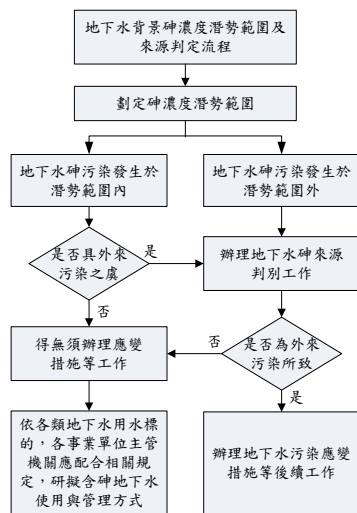 地下水背景砷濃度潛勢範圍及
來源判定流程
劃定砷濃度潛勢範圍
地下水砷污染發生於
潛勢範圍內
地下水砷污染發生於
潛勢範圍外
是否具外來
污染之虞
是
辦理地下水砷來源
判別工作
否
得無須辦理應變
措施等工作
否
是否為外來
污染所致
是
依各類地下水用水標
的，各事業單位主管
機關應配合相關規
定，研擬含砷地下水
使用與管理方式
辦理地下水污染應變
措施等後續工作